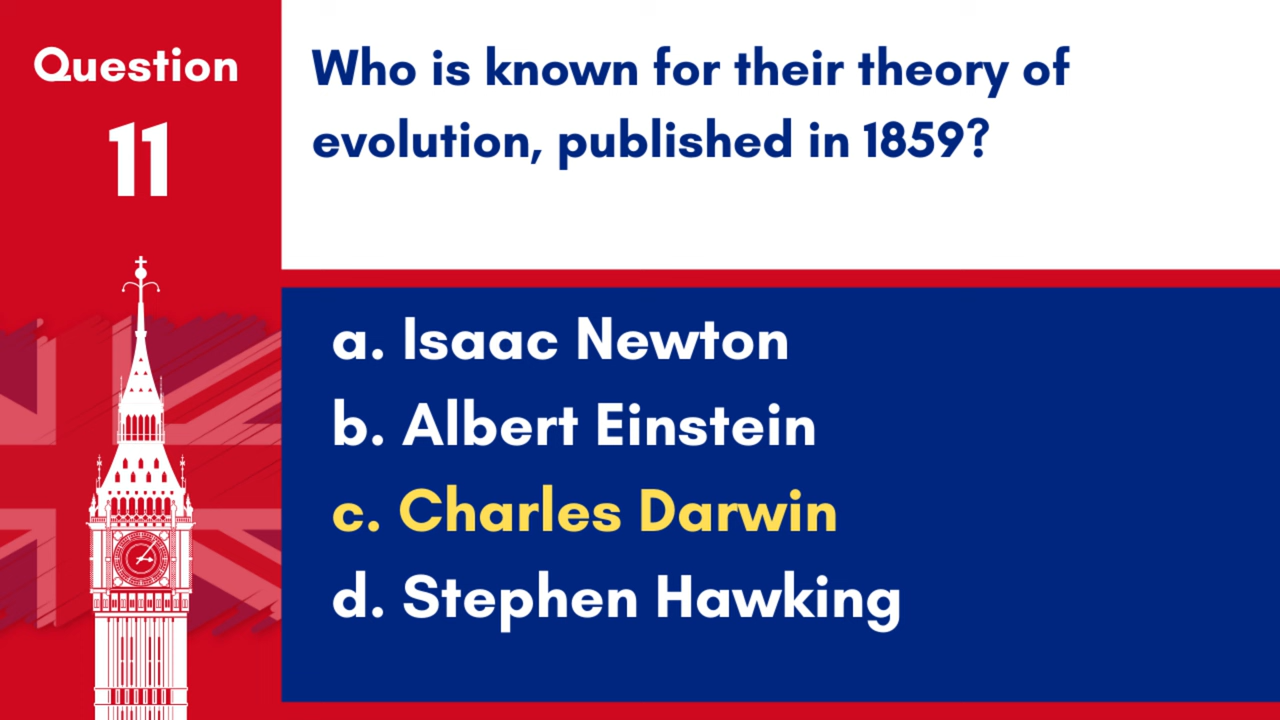 Question
11
Who is known for their theory of
evolution, published in 1859?
a. Isaac Newton
b. Albert Einstein
c. Charles Darwin
d. Stephen Hawking